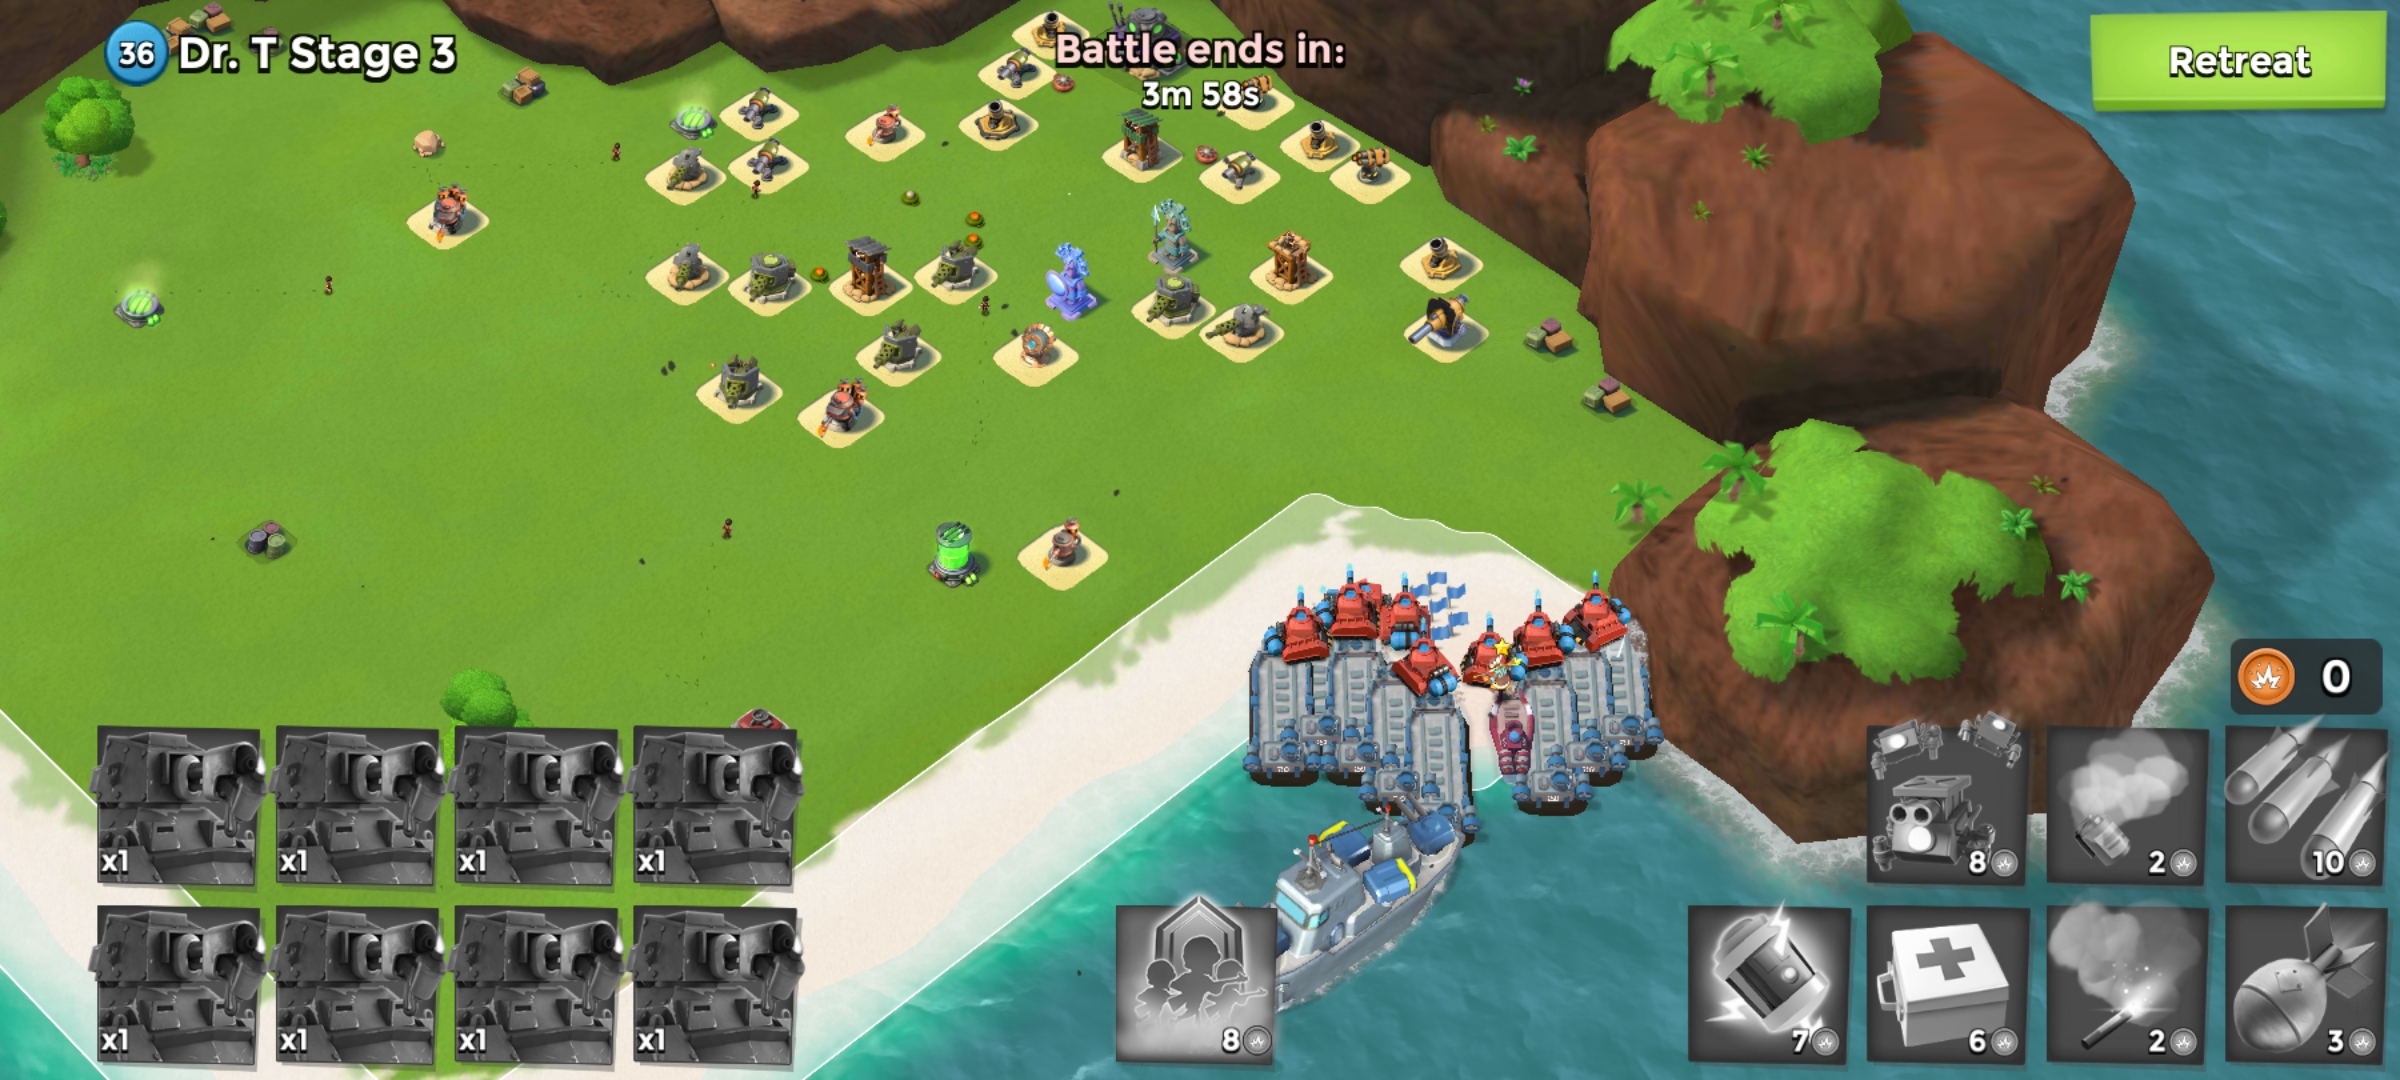 36 Dr. T Stage 3
Battle ends in:
3m 58s
Retreat
0
x1 x1 x1 x1
8 2 10
x1 x1 x1 x1
8
7 6 2 3